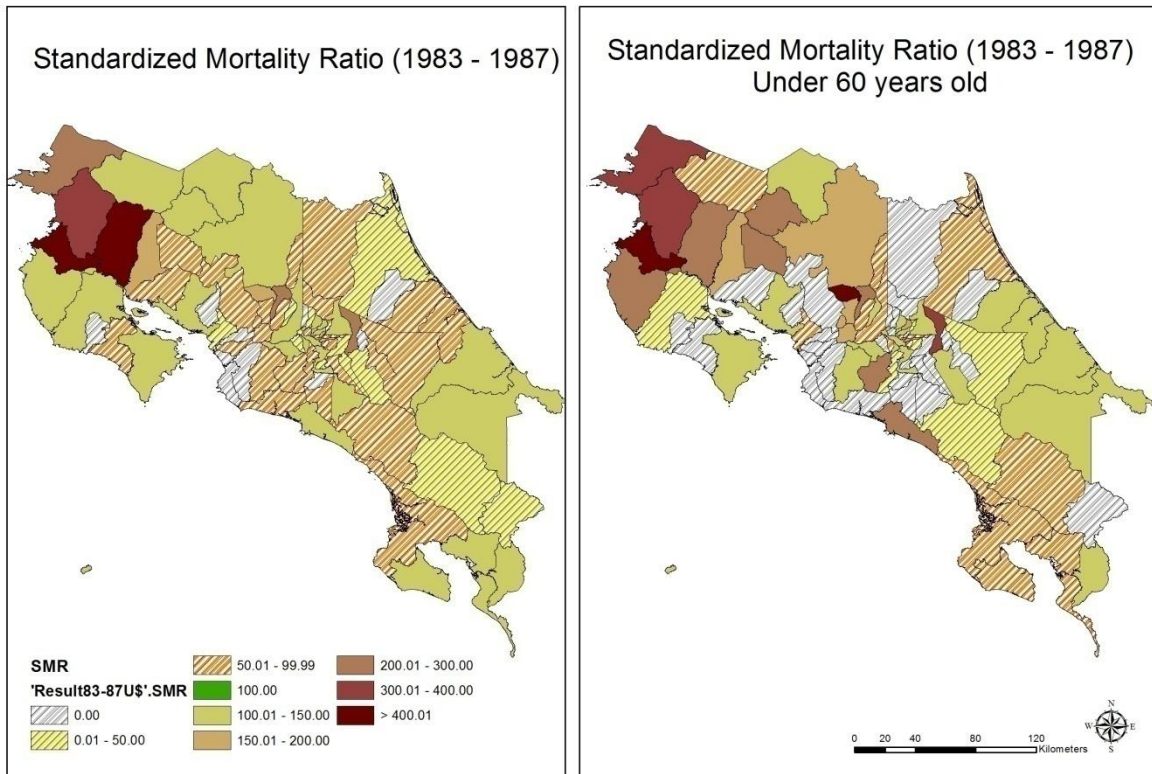 Standardized Mortality Ratio (1983 - 1987)
SMR
'Result83-87U$'.SMR
0.00
0.01 - 50.00
50.01 - 99.99
100.00
100.01 - 150.00
150.01 - 200.00
200.01 - 300.00
300.01 - 400.00
> 400.01
Standardized Mortality Ratio (1983 - 1987)
Under 60 years old
N
W E
S
0 20 40 80 120
Kilometers